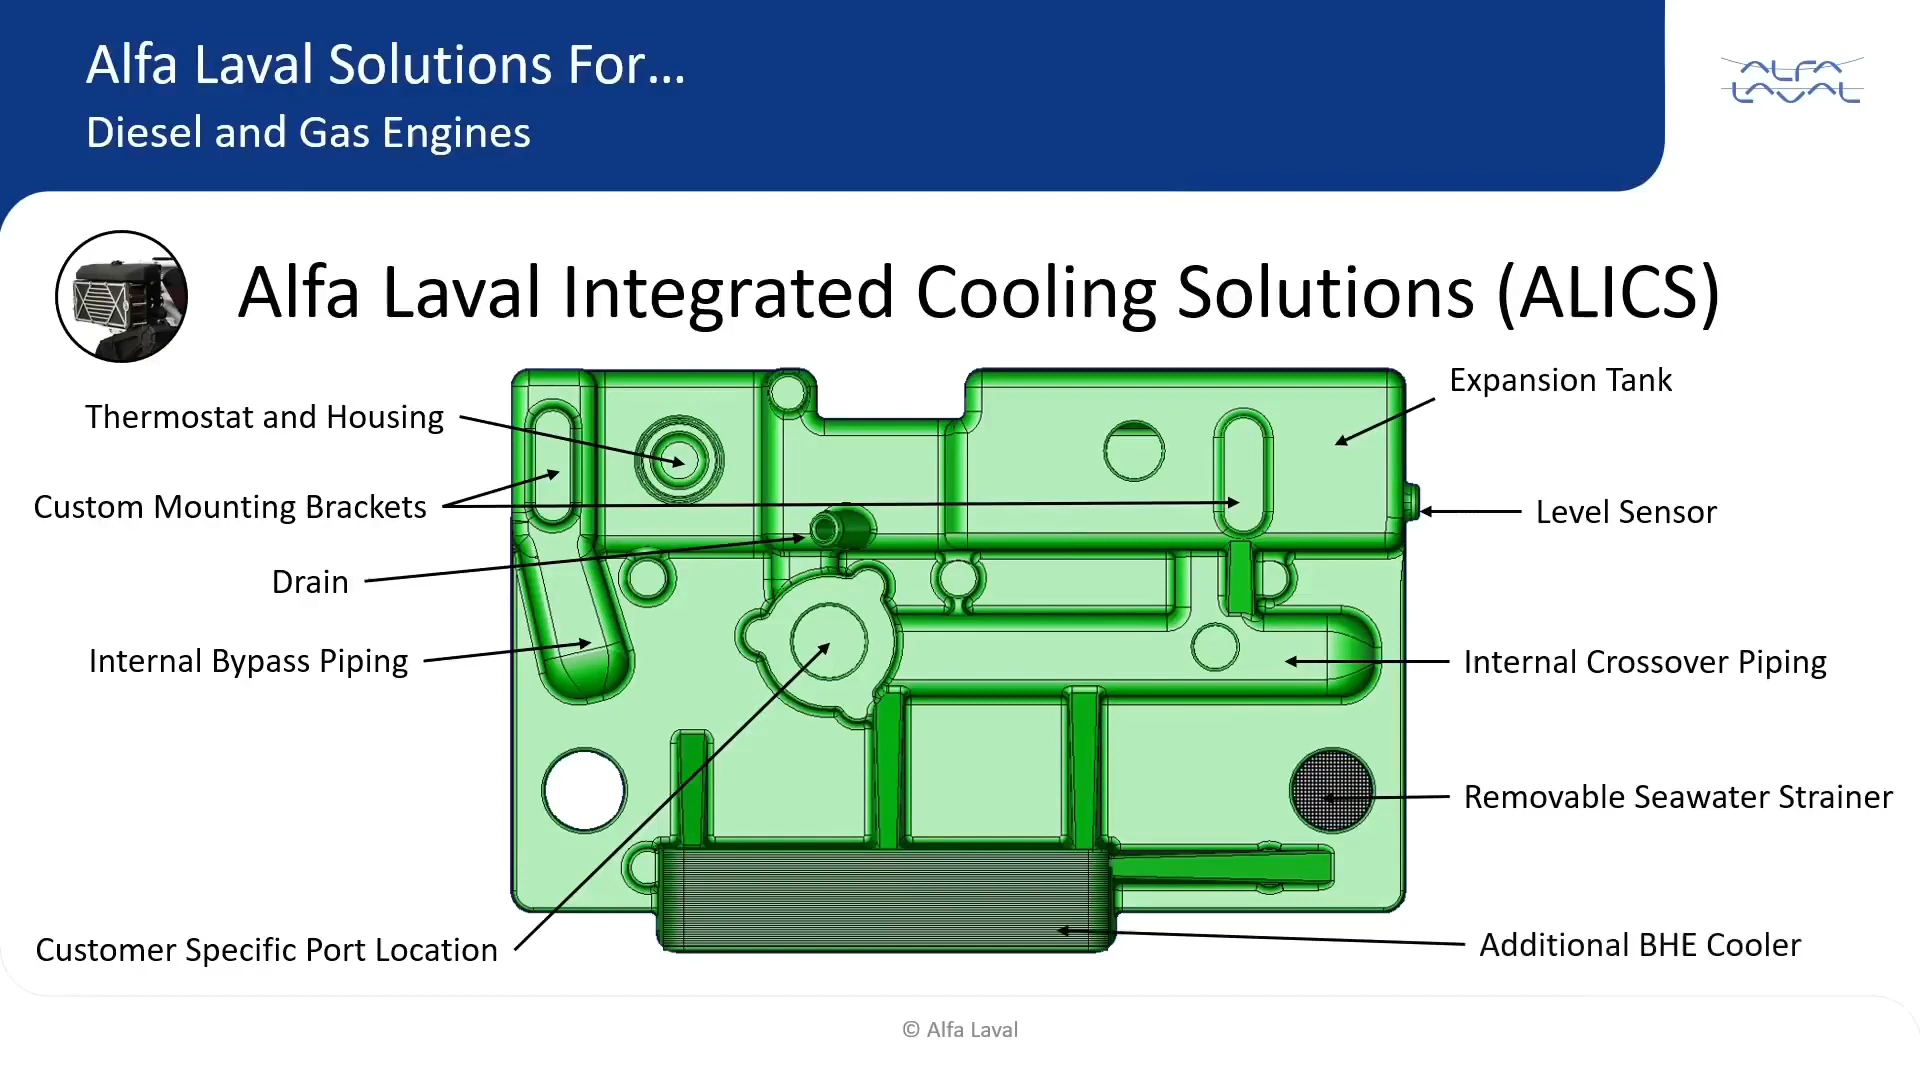 Alfa Laval Solutions For...
Diesel and Gas Engines
ALFA
LAVAL
Alfa Laval Integrated Cooling Solutions (ALICS)
Thermostat and Housing
Custom Mounting Brackets
Drain
Internal Bypass Piping
Customer Specific Port Location
Expansion Tank
Level Sensor
Internal Crossover Piping
Removable Seawater Strainer
Additional BHE Cooler
© Alfa Laval